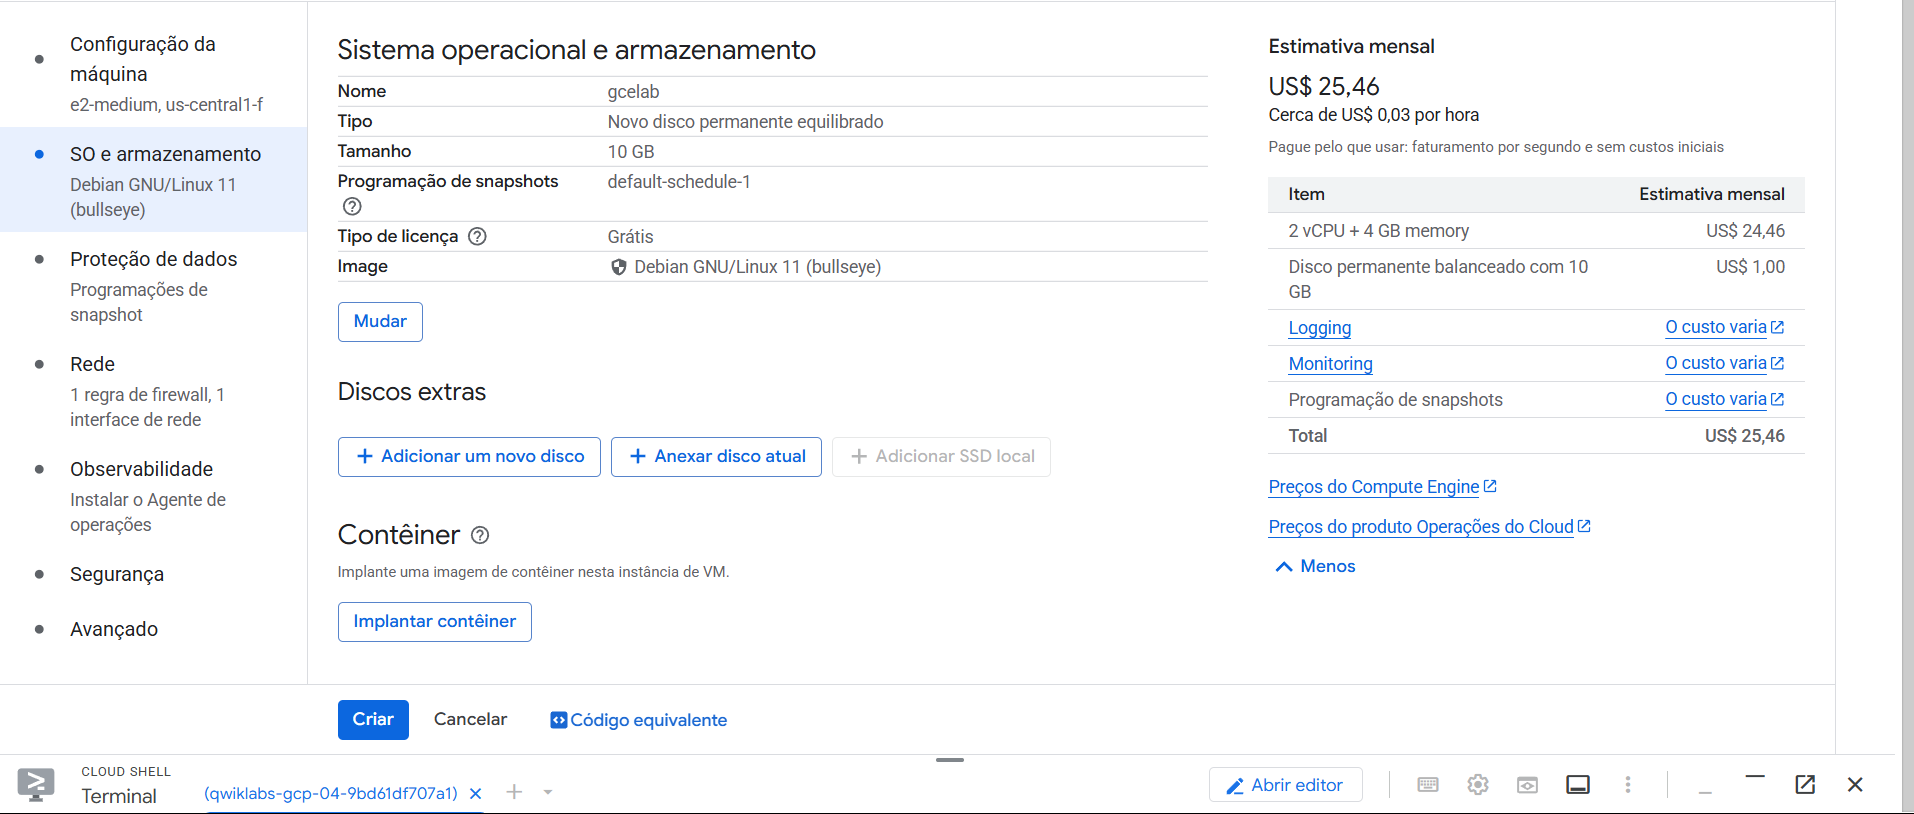 Configuração da
máquina
e2-medium, us-central1-f
SO e armazenamento
Debian GNU/Linux 11
(bullseye)
Proteção de dados
Programações de
snapshot
Rede
1 regra de firewall, 1
interface de rede
Observabilidade
Instalar o Agente de
operações
Segurança
Avançado
Sistema operacional e armazenamento
Nome gcelab
Tipo Novo disco permanente equilibrado
Tamanho 10 GB
Programação de snapshots default-schedule-1
Tipo de licença Grátis
Image Debian GNU/Linux 11 (bullseye)
Mudar
Discos extras
+ Adicionar um novo disco + Anexar disco atual + Adicionar SSD local
Contêiner
Implante uma imagem de contêiner nesta instância de VM.
Implantar contêiner
Estimativa mensal
US$ 25,46
Cerca de US$ 0,03 por hora
Pague pelo que usar: faturamento por segundo e sem custos iniciais
Item Estimativa mensal
2 vCPU + 4 GB memory US$ 24,46
Disco permanente balanceado com 10 US$ 1,00
GB
Logging O custo varia
Monitoring O custo varia
Programação de snapshots O custo varia
Total US$ 25,46
Preços do Compute Engine
Preços do produto Operações do Cloud
Menos
Criar Cancelar Código equivalente
CLOUD SHELL
Terminal (qwiklabs-gcp-04-9bd61df707a1) Abrir editor